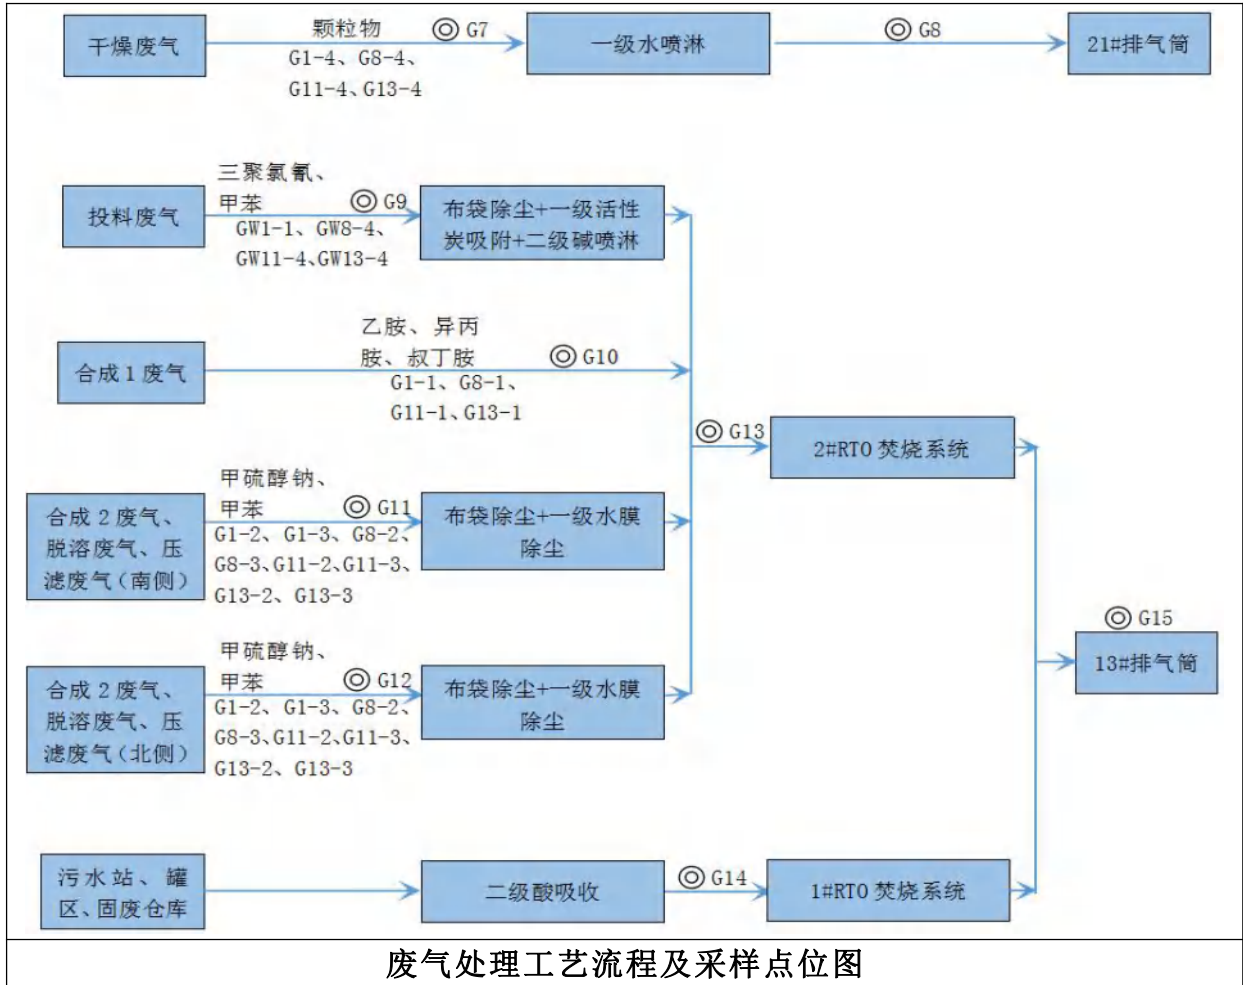 干燥废气
颗粒物
◎ G7
G1-4、G8-4、
G11-4、G13-4
一级水喷淋
◎ G8
21#排气筒
投料废气
三聚氯氰、
甲苯
◎ G9
GW1-1、GW8-4、
GW11-4、GW13-4
布袋除尘+一级活性
炭吸附+二级碱喷淋
合成1废气
乙胺、异丙
胺、叔丁胺
◎ G10
G1-1、G8-1、
G11-1、G13-1
◎ G13
2#RTO焚烧系统
合成2废气、
脱溶废气、压
滤废气(南侧)
甲硫醇钠、
甲苯
◎ G11
G1-2、G1-3、G8-2、
G8-3、G11-2、G11-3、
G13-2、G13-3
布袋除尘+一级水膜
除尘
◎ G15
13#排气筒
合成2废气、
脱溶废气、压
滤废气(北侧)
甲硫醇钠、
甲苯
◎ G12
G1-2、G1-3、G8-2、
G8-3、G11-2、G11-3、
G13-2、G13-3
布袋除尘+一级水膜
除尘
污水站、罐
区、固废仓库
二级酸吸收
◎ G14
1#RTO焚烧系统
废气处理工艺流程及采样点位图